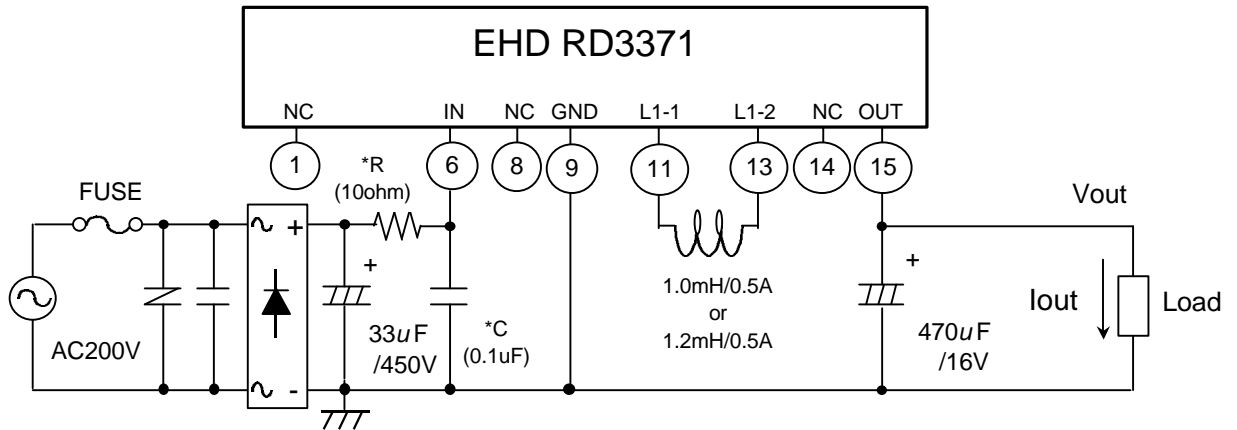 EHD RD3371
NC IN NC GND L1-1 L1-2 NC OUT
1 6 8 9 11 13 14 15
*R
(10ohm)
FUSE
Vout
+
+
+
1.0mH/0.5A
or
1.2mH/0.5A
Iout
Load
AC200V
33uF
/450V
*C
(0.1uF)
470uF
/16V
-